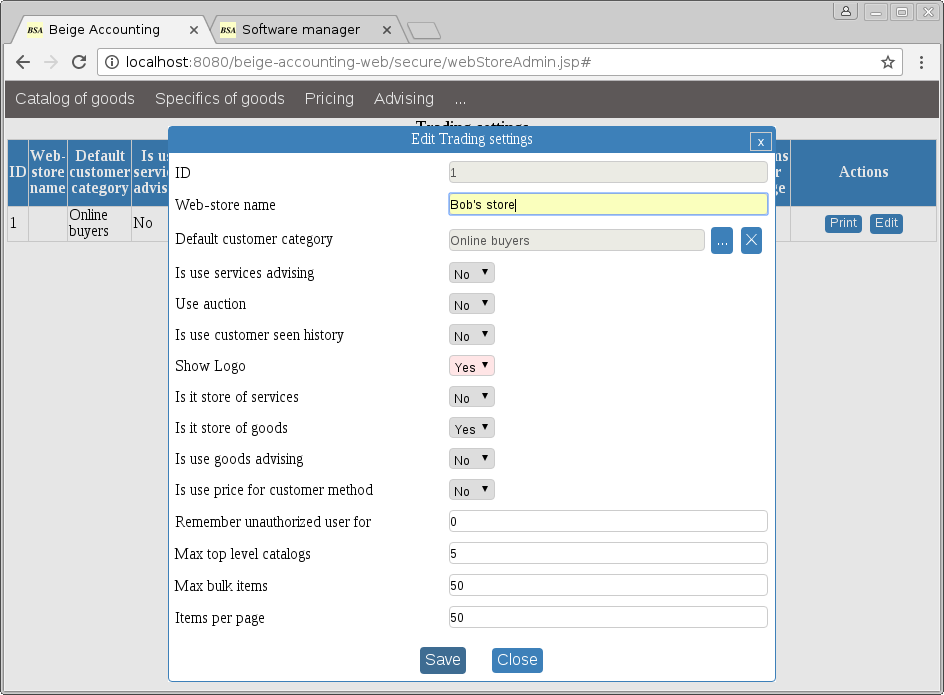 BSA Beige Accounting
BSA Software manager
localhost:8080/beige-accounting-web/secure/webStoreAdmin.jsp#
Catalog of goods Specifics of goods Pricing Advising ...
Trading settings
ID Web-store name Default customer category Actions
1 Online buyers No Print Edit
Edit Trading settings x
ID 1
Web-store name Bob's store
Default customer category Online buyers ... X
Is use services advising No
Use auction No
Is use customer seen history No
Show Logo Yes
Is it store of services No
Is it store of goods Yes
Is use goods advising No
Is use price for customer method No
Remember unauthorized user for 0
Max top level catalogs 5
Max bulk items 50
Items per page 50
Save Close